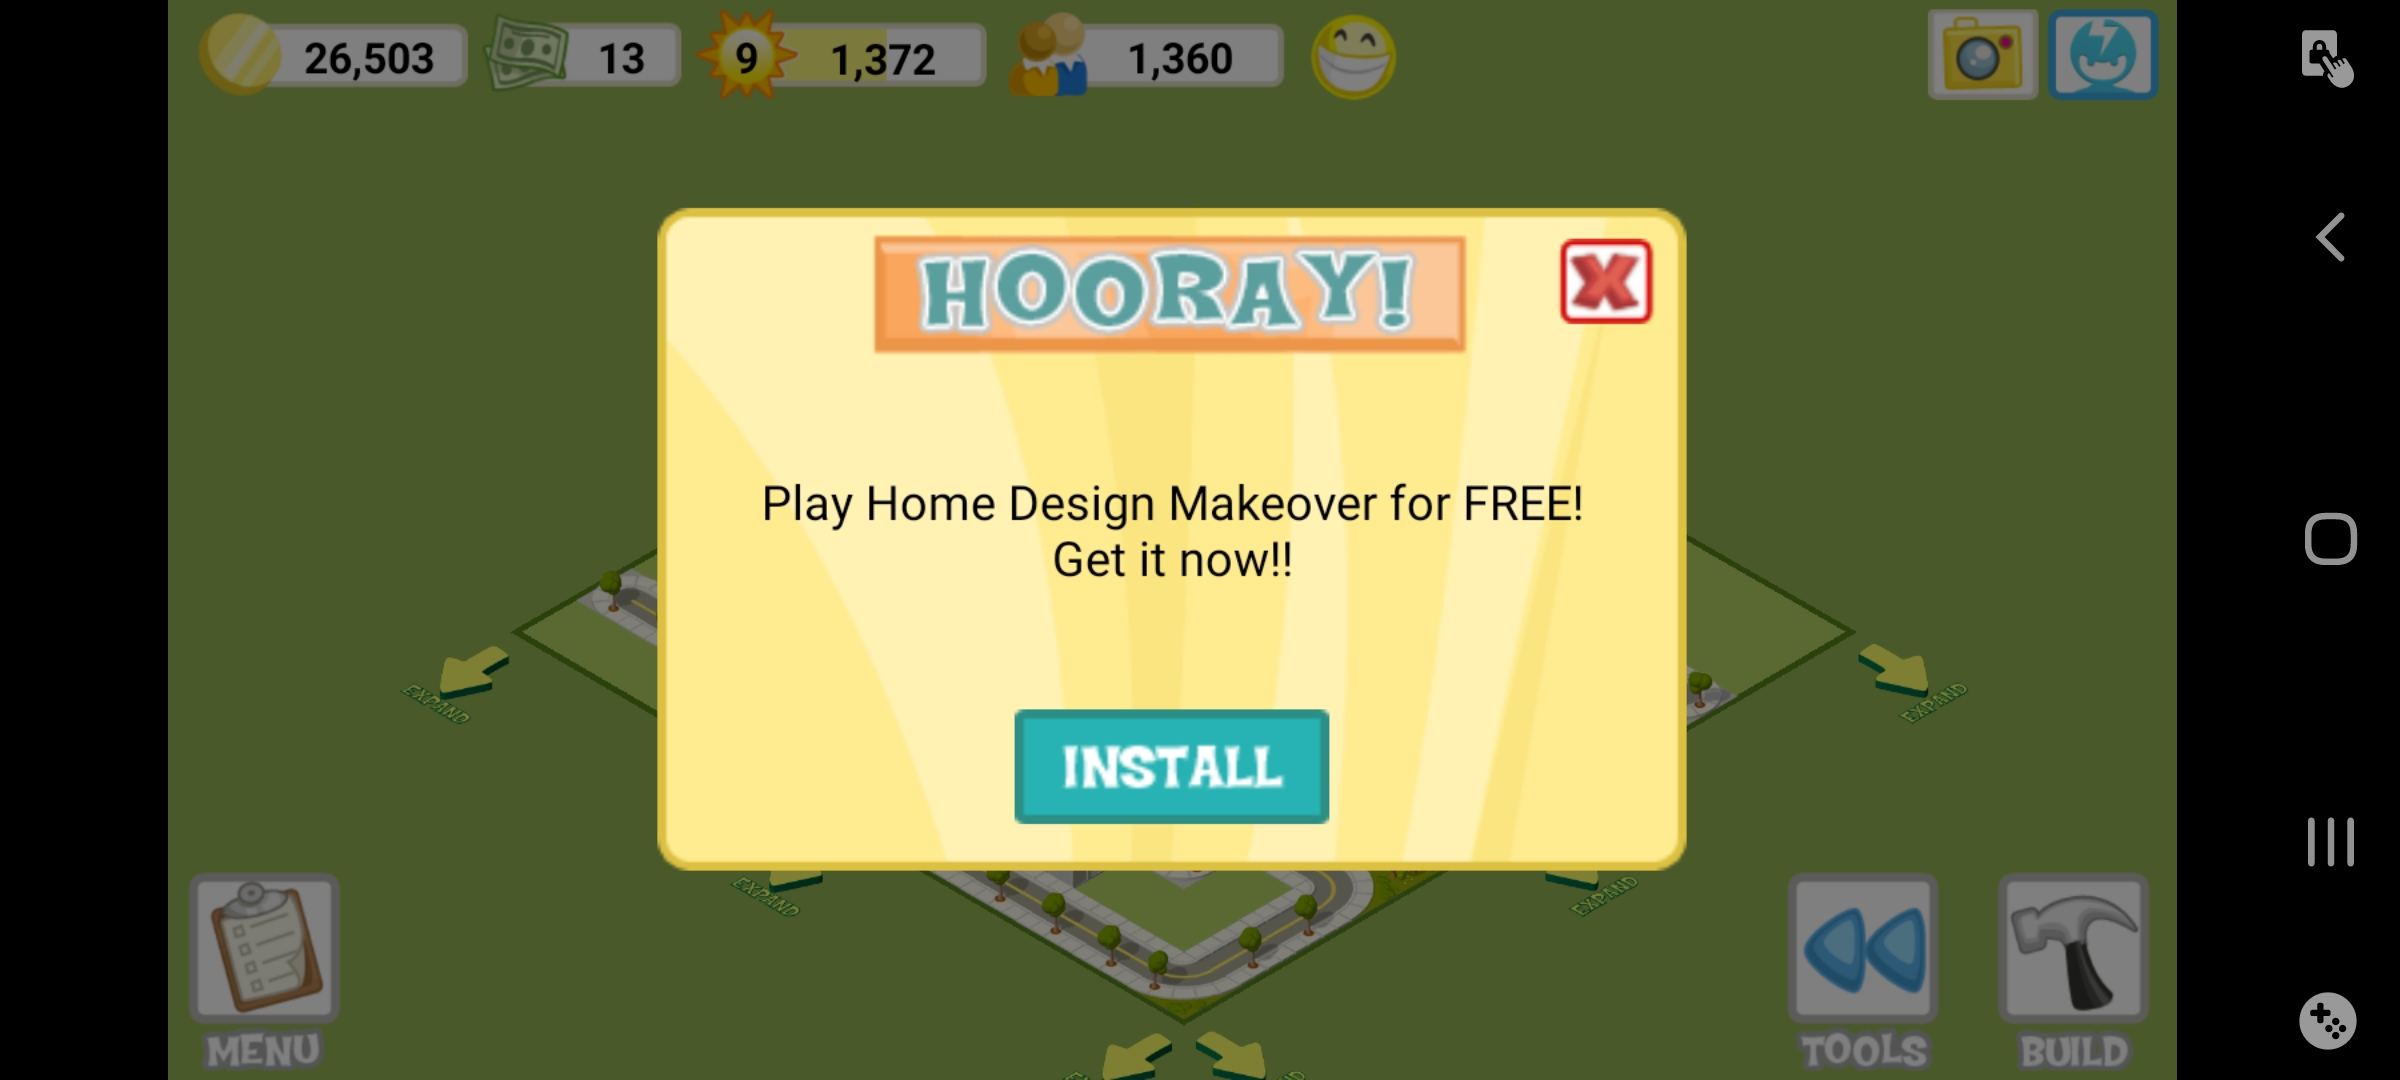 26,503
13
9
1,372
1,360
HOORAY!
X
Play Home Design Makeover for FREE!
Get it now!!
INSTALL
EXPAND
EXPAND
EXPAND
EXPAND
MENU
TOOLS
BUILD